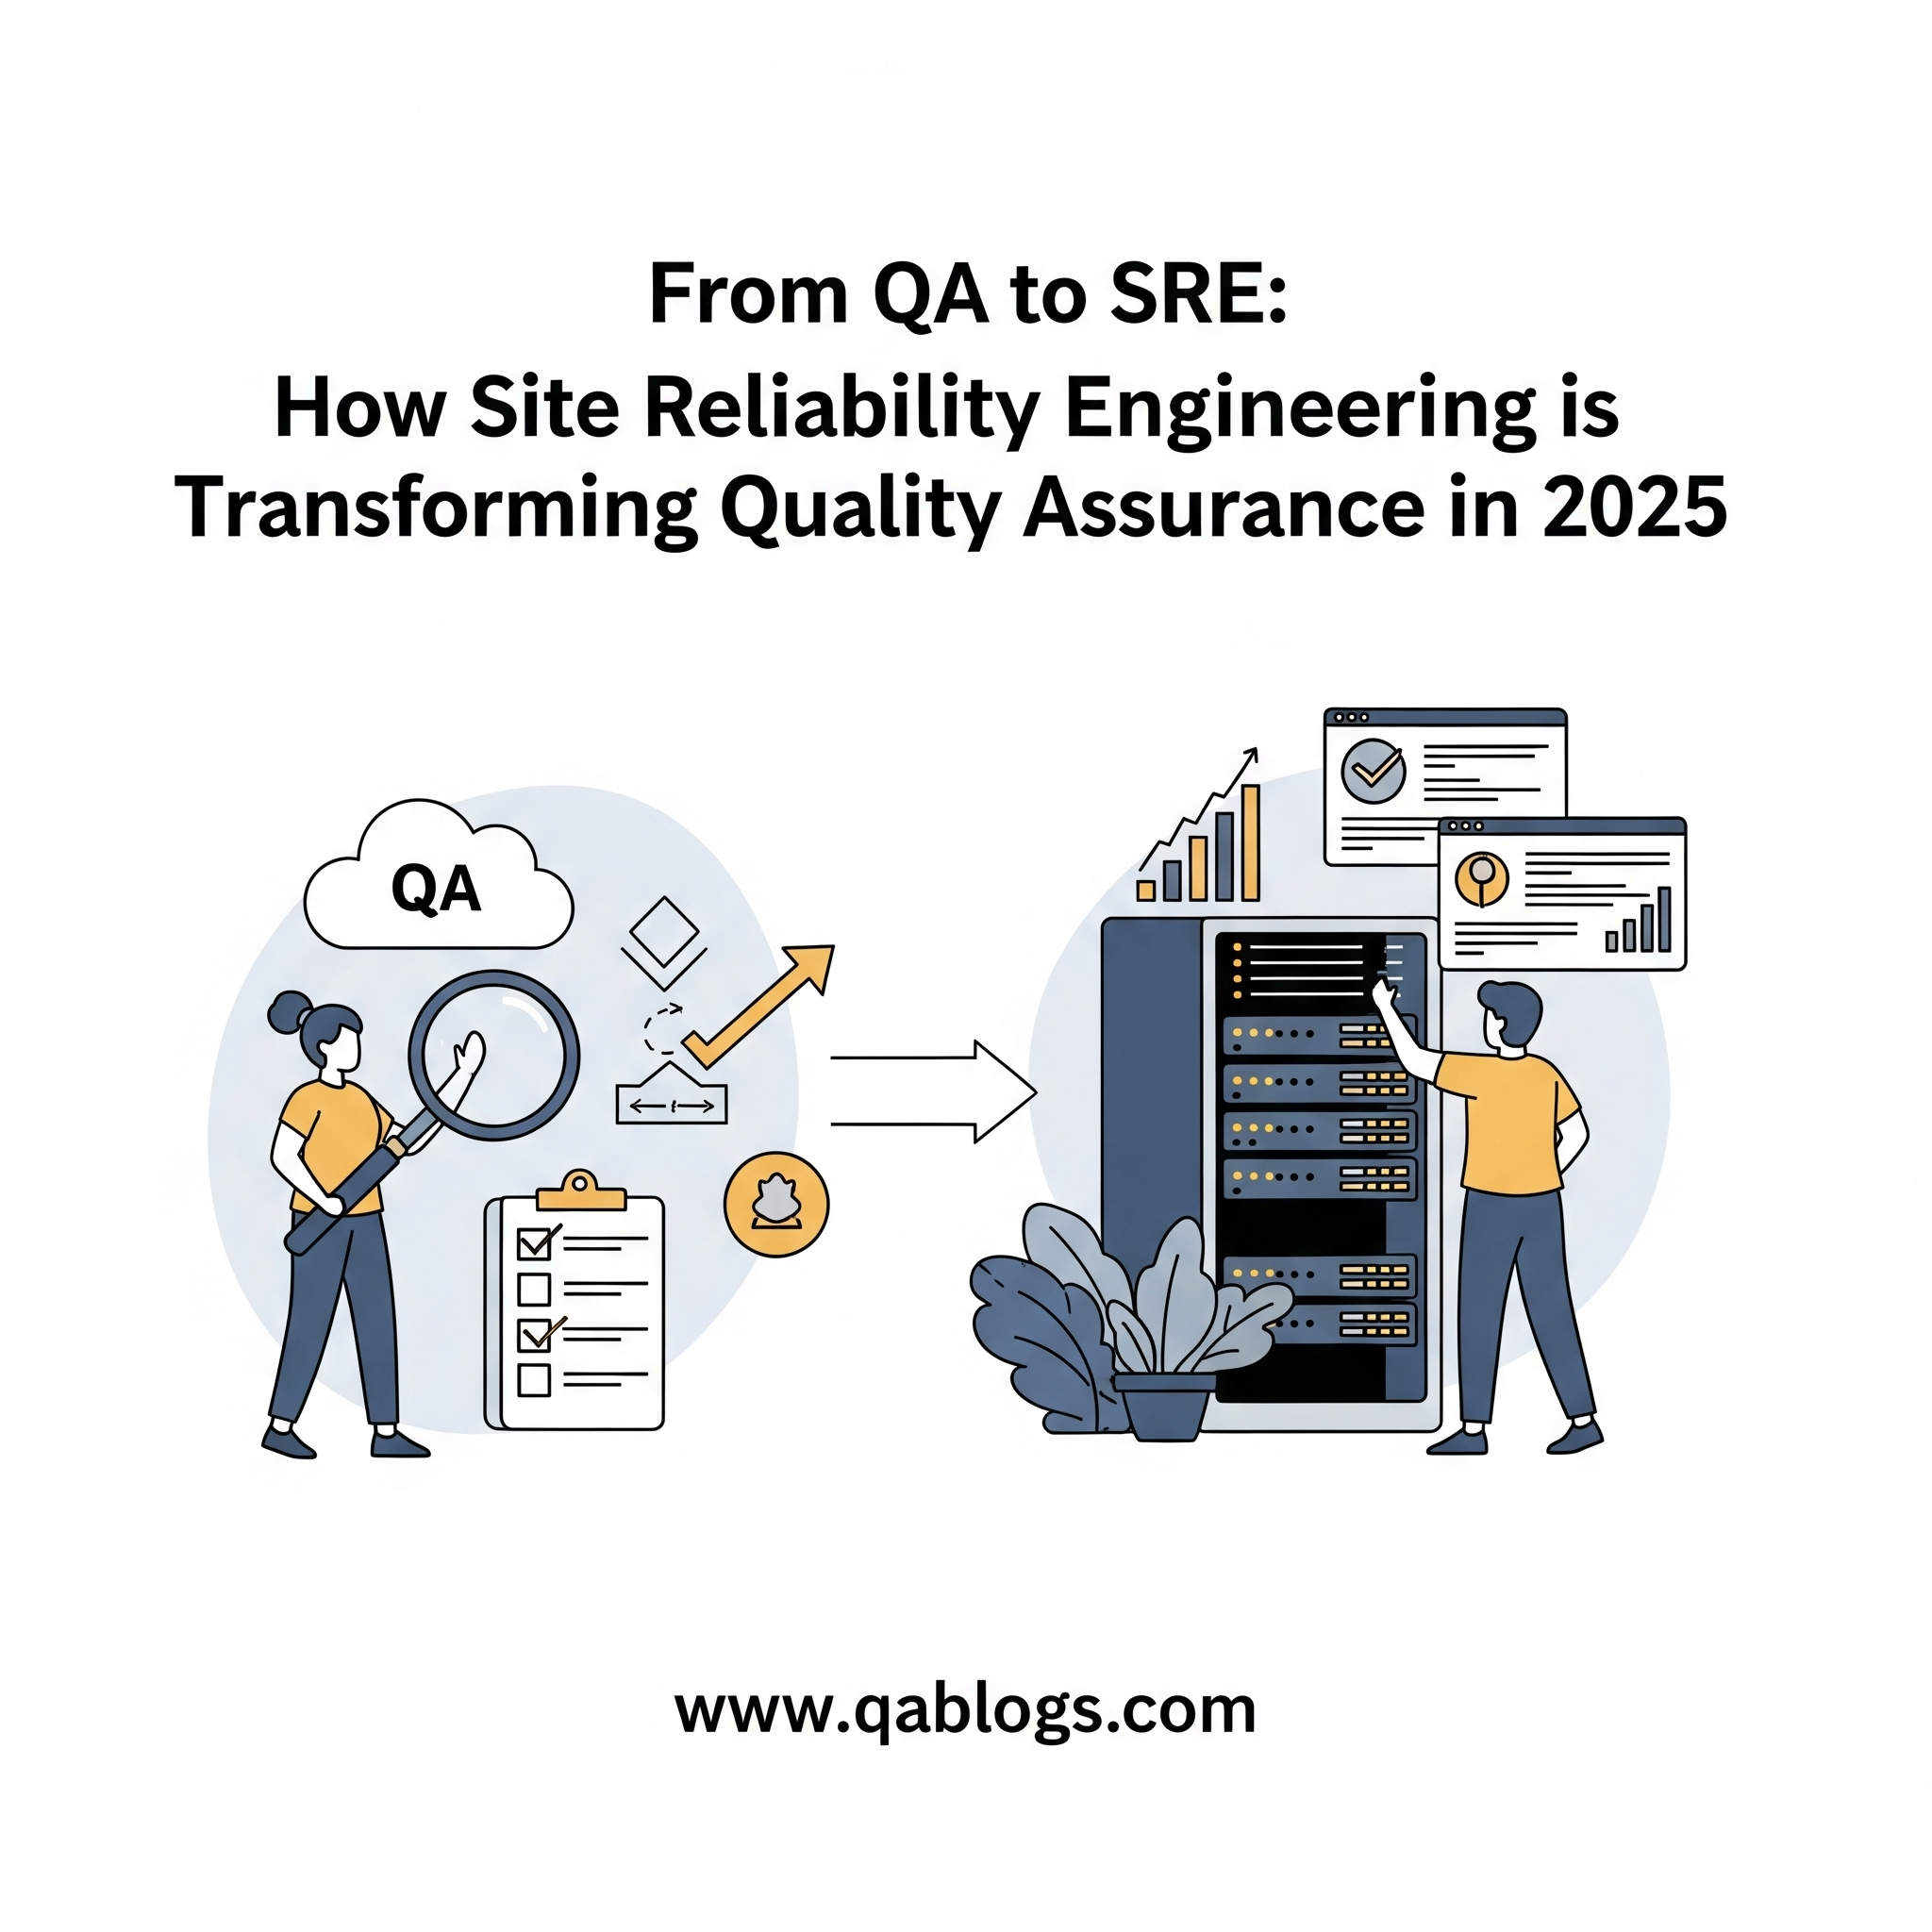 From QA to SRE:
How Site Reliability Engineering is
Transforming Quality Assurance in 2025
QA
www.qablogs.com